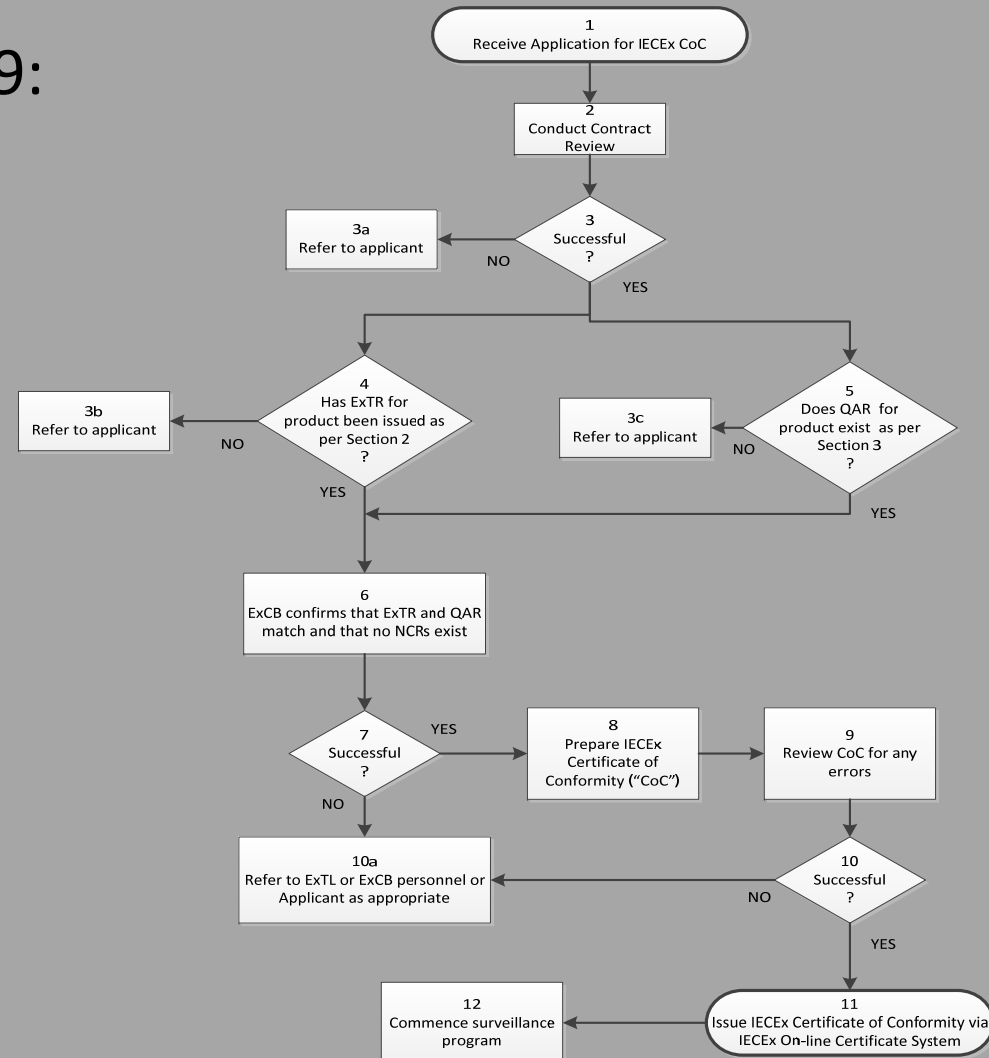 9:
1
Receive Application for IECEx CoC
2
Conduct Contract
Review
3
Successful
?
3a
Refer to applicant
NO
YES
4
Has ExTR for
product been issued as
per Section 2
?
3b
Refer to applicant
NO
YES
5
Does QAR for
product exist as per
Section 3
?
3c
Refer to applicant
NO
YES
6
ExCB confirms that ExTR and QAR
match and that no NCRs exist
7
Successful
?
YES
NO
8
Prepare IECEx
Certificate of
Conformity (“CoC”)
9
Review CoC for any
errors
10a
Refer to ExTL or ExCB personnel or
Applicant as appropriate
10
Successful
?
NO
YES
11
Issue IECEx Certificate of Conformity via
IECEx On-line Certificate System
12
Commence surveillance
program